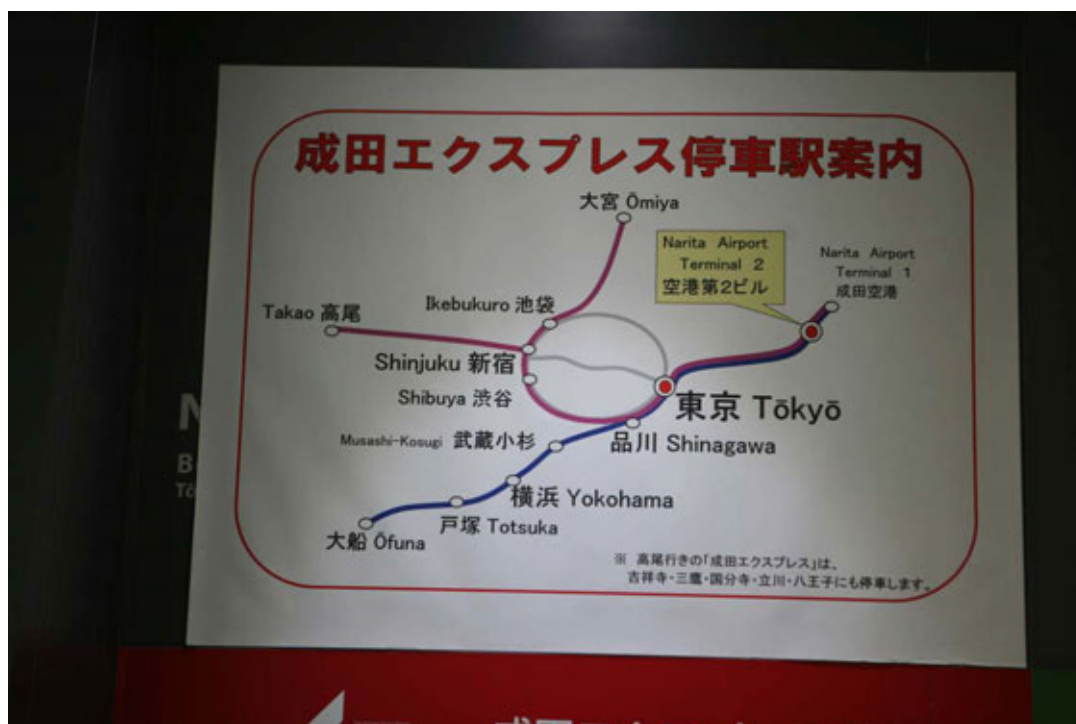 成田エクスプレス停車駅案内
大宮 Ōmiya
Narita Airport
Terminal 2
空港第2ビル
Narita Airport
Terminal 1
成田空港
Ikebukuro 池袋
Takao 高尾
Shinjuku 新宿
Shibuya 渋谷
東京 Tōkyō
Musashi-Kosugi 武蔵小杉
品川 Shinagawa
横浜 Yokohama
戸塚 Totsuka
大船 Ōfuna
※ 高尾行きの「成田エクスプレス」は、
吉祥寺・三鷹・国分寺・立川・八王子にも停車します。